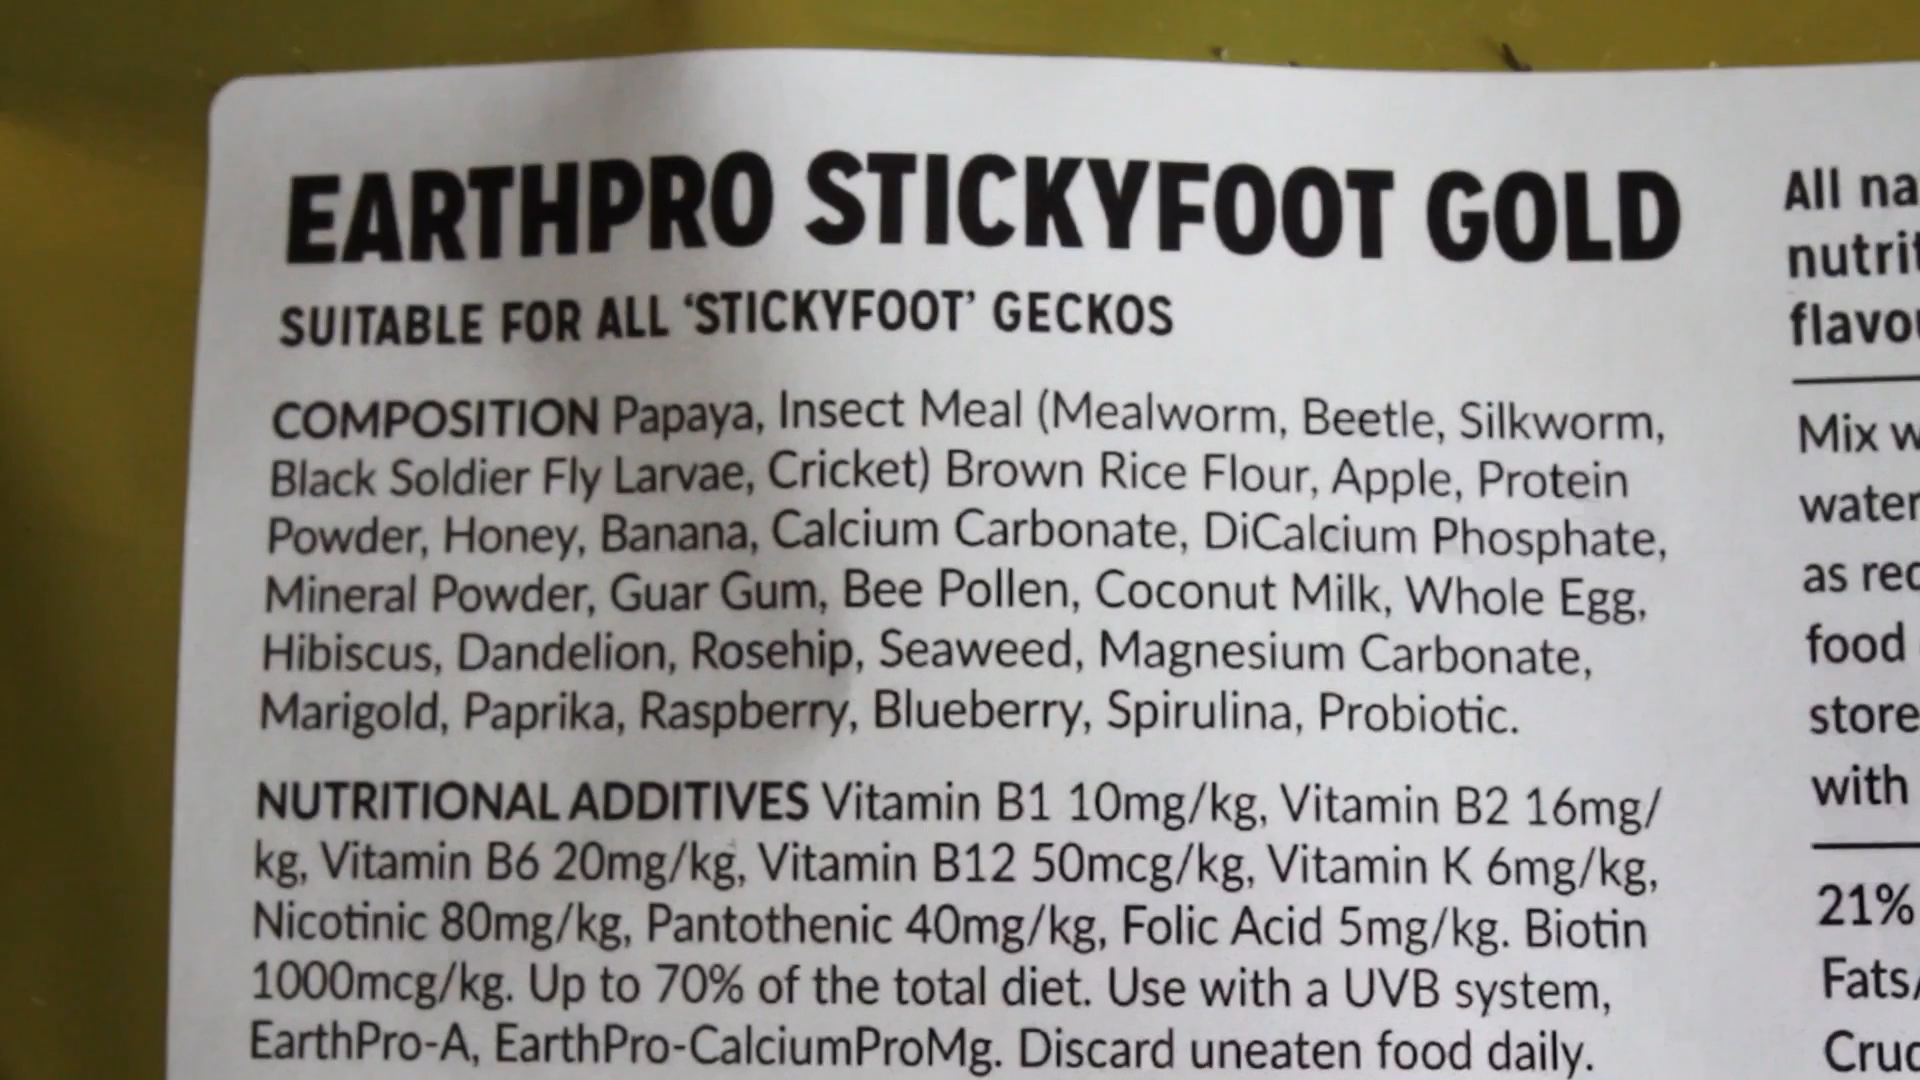 EARTHPRO STICKYFOOT GOLD
SUITABLE FOR ALL ‘STICKYFOOT’ GECKOS
COMPOSITION Papaya, Insect Meal (Mealworm, Beetle, Silkworm,
Black Soldier Fly Larvae, Cricket) Brown Rice Flour, Apple, Protein
Powder, Honey, Banana, Calcium Carbonate, DiCalcium Phosphate,
Mineral Powder, Guar Gum, Bee Pollen, Coconut Milk, Whole Egg,
Hibiscus, Dandelion, Rosehip, Seaweed, Magnesium Carbonate,
Marigold, Paprika, Raspberry, Blueberry, Spirulina, Probiotic.
NUTRITIONAL ADDITIVES Vitamin B1 10mg/kg, Vitamin B2 16mg/
kg, Vitamin B6 20mg/kg, Vitamin B12 50mcg/kg, Vitamin K 6mg/kg,
Nicotinic 80mg/kg, Pantothenic 40mg/kg, Folic Acid 5mg/kg. Biotin
1000mcg/kg. Up to 70% of the total diet. Use with a UVB system,
EarthPro-A, EarthPro-CalciumProMg. Discard uneaten food daily.
All
Mix
water
as
food
store
with
21%
Fats/